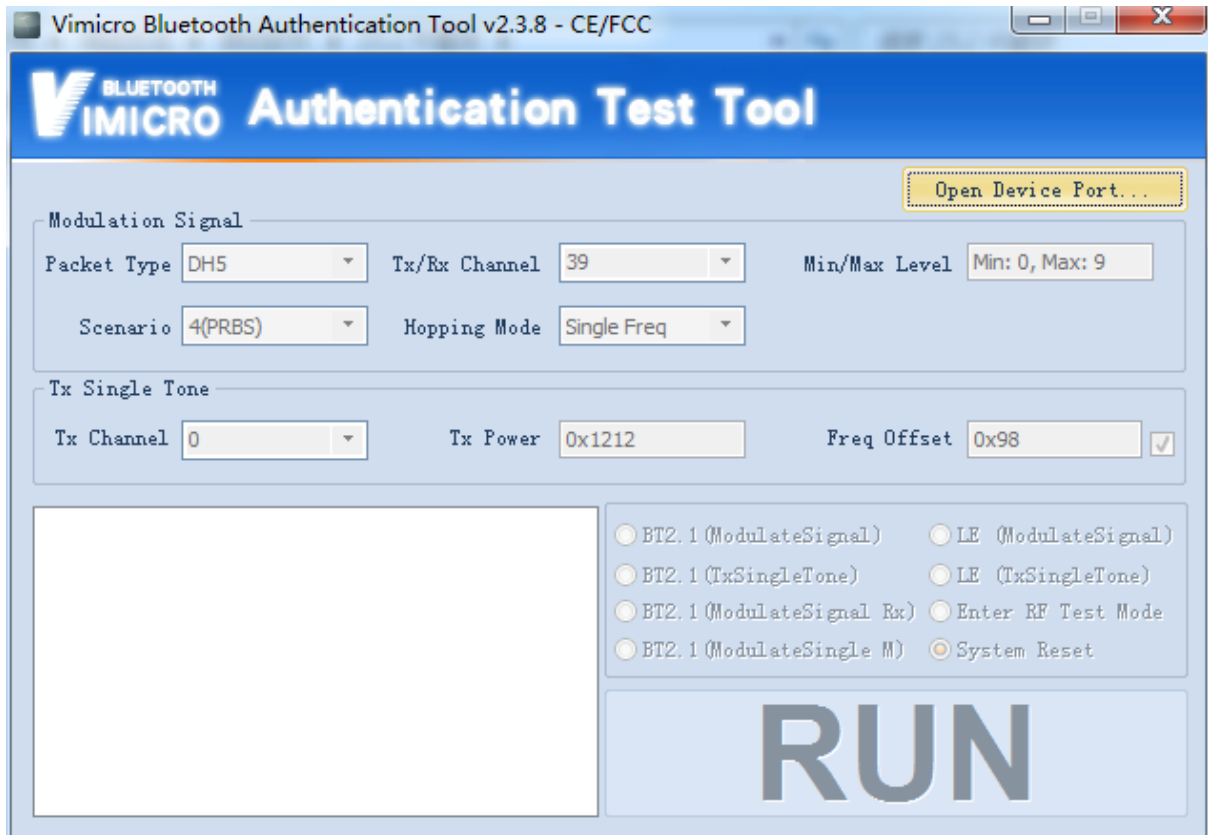 Vimicro Bluetooth Authentication Tool v2.3.8 - CE/FCC
BLUETOOTH
VIMICRO
Authentication Test Tool
Open Device Port...
Modulation Signal
Packet Type DH5 Tx/Rx Channel 39 Min/Max Level Min: 0, Max: 9
Scenario 4(PRBS) Hopping Mode Single Freq
Tx Single Tone
Tx Channel 0 Tx Power 0x1212 Freq Offset 0x98
BT2.1(ModulateSignal) LE (ModulateSignal)
BT2.1(TxSingleTone) LE (TxSingleTone)
BT2.1(ModulateSignal Rx) Enter RF Test Mode
BT2.1(ModulateSingle M) System Reset
RUN